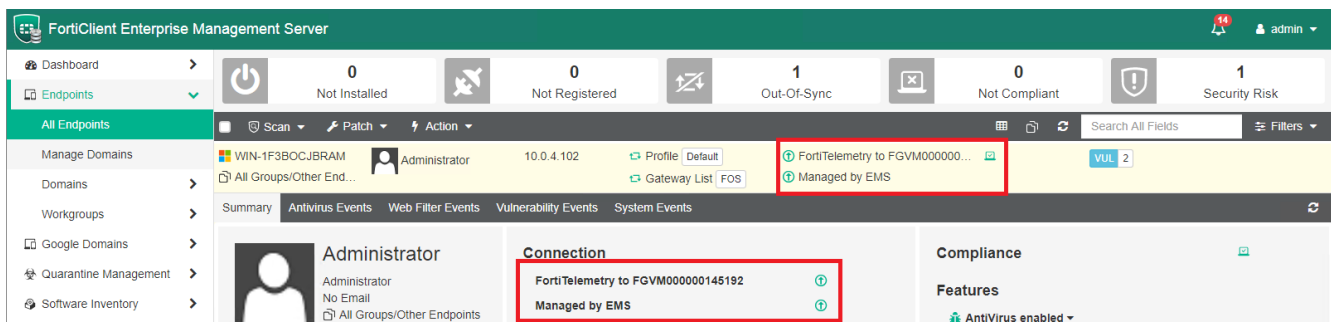 FortiClient Enterprise Management Server
14
admin
Dashboard
Endpoints
All Endpoints
Manage Domains
Domains
Workgroups
Google Domains
Quarantine Management
Software Inventory
0
Not Installed
0
Not Registered
1
Out-Of-Sync
0
Not Compliant
1
Security Risk
Scan Patch Action Search All Fields Filters
WIN-1F3BOCJBRAM Administrator 10.0.4.102 Profile Default FortiTelemetry to FGVM000000... VUL 2
All Groups/Other End... Gateway List FOS Managed by EMS
Summary Antivirus Events Web Filter Events Vulnerability Events System Events
Administrator
Administrator
No Email
All Groups/Other Endpoints
Connection
FortiTelemetry to FGVM000000145192
Managed by EMS
Compliance
Features
AntiVirus enabled